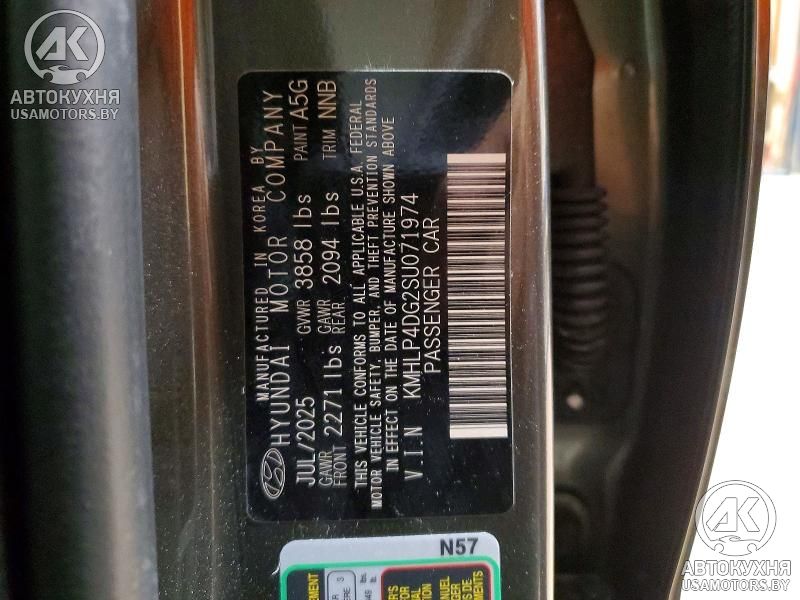 АК
АВТОКУХНЯ
USAMOTORS.BY
MANUFACTURED IN KOREA BY
HYUNDAI MOTOR COMPANY
JUL/2025 GVWR 3858 lbs PAINT A5G
GAWR FRONT 2271 lbs GAWR REAR 2094 lbs TRIM NNB
THIS VEHICLE CONFORMS TO ALL APPLICABLE U.S.A. FEDERAL
MOTOR VEHICLE SAFETY, BUMPER, AND THEFT PREVENTION STANDARDS
IN EFFECT ON THE DATE OF MANUFACTURE SHOWN ABOVE
V.I.N KMHLP4DG2SU071974
PASSENGER CAR
N57
АК
АВТОКУХНЯ
USAMOTORS.BY